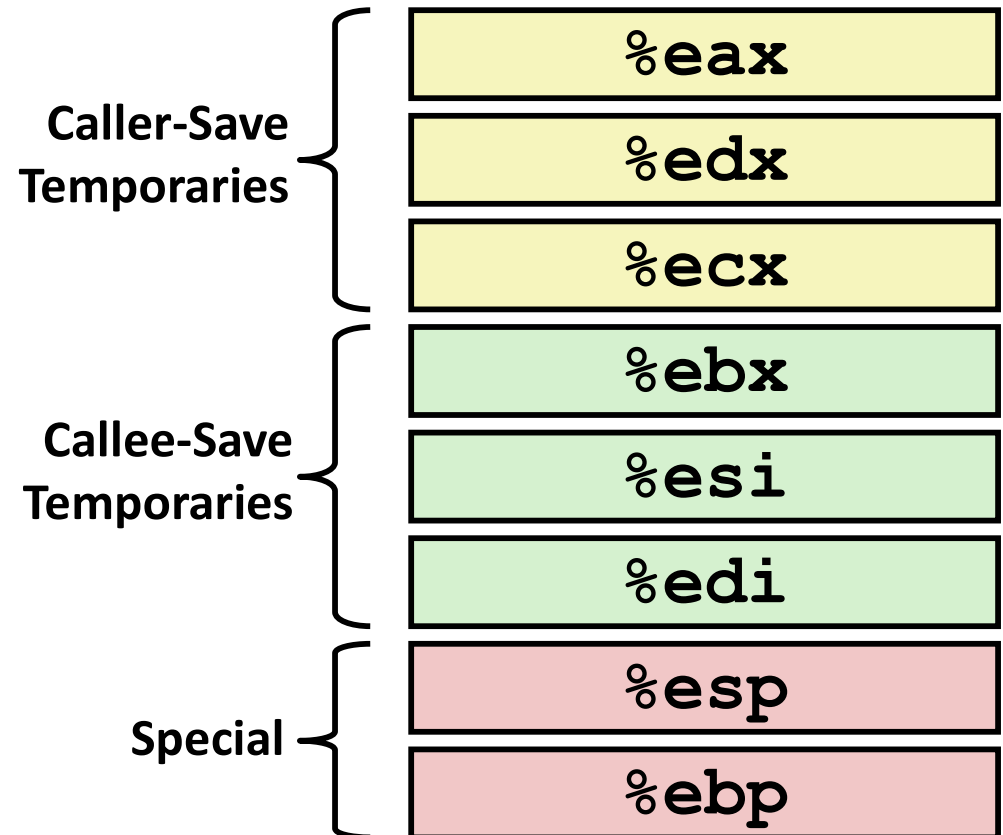 Caller-Save
Temporaries
%eax
%edx
%ecx
Callee-Save
Temporaries
%ebx
%esi
%edi
Special
%esp
%ebp